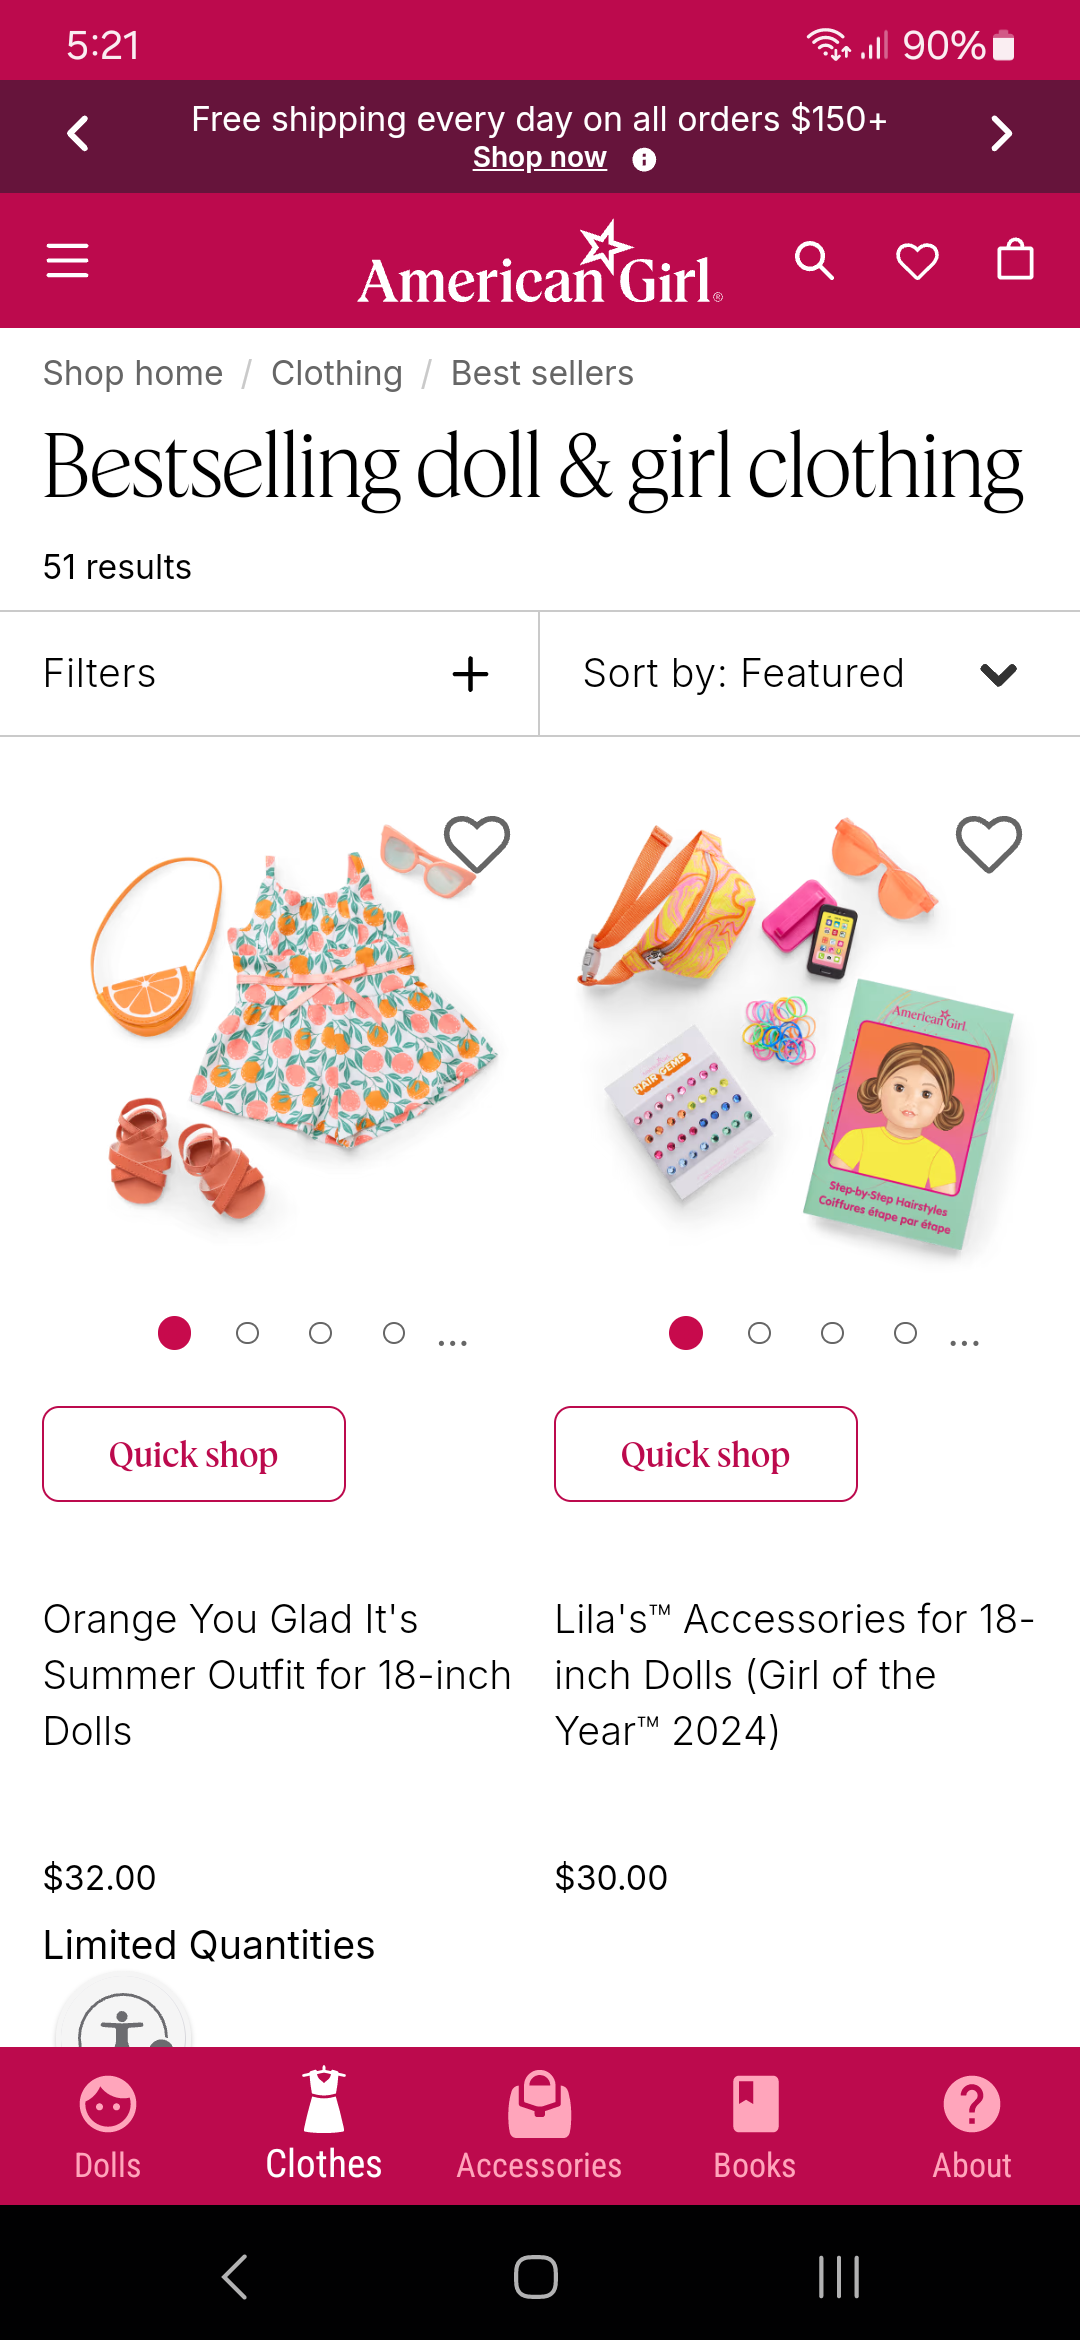 5:21
90%
Free shipping every day on all orders $150+
Shop now
American Girl®
Shop home / Clothing / Best sellers
Bestselling doll & girl clothing
51 results
Filters
Sort by: Featured
American Girl
HAIR GEMS
Step-by-Step Hairstyles
Coiffures étape par étape
...
...
Quick shop
Quick shop
Orange You Glad It's
Summer Outfit for 18-inch
Dolls
Lila's™ Accessories for 18-
inch Dolls (Girl of the
Year™ 2024)
$32.00
$30.00
Limited Quantities
Dolls
Clothes
Accessories
Books
About